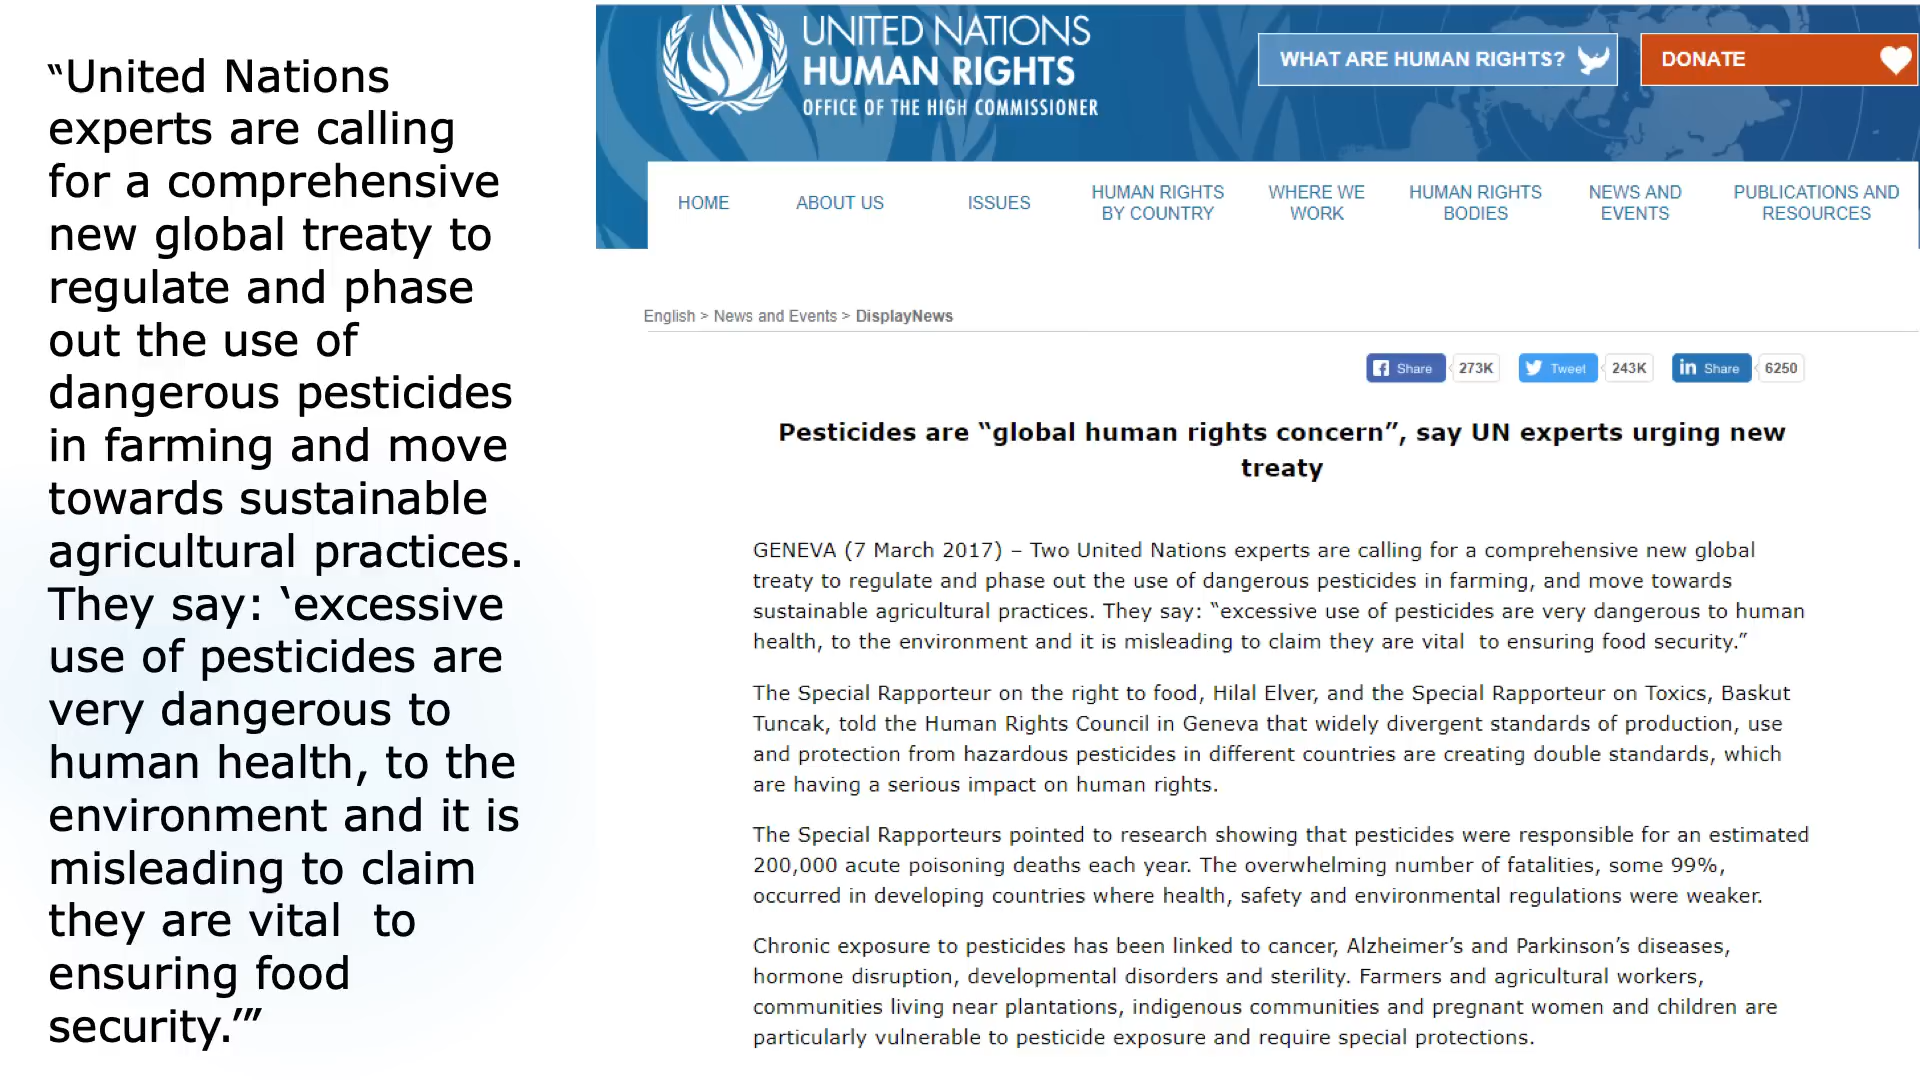 “United Nations
experts are calling
for a comprehensive
new global treaty to
regulate and phase
out the use of
dangerous pesticides
in farming and move
towards sustainable
agricultural practices.
They say: ‘excessive
use of pesticides are
very dangerous to
human health, to the
environment and it is
misleading to claim
they are vital  to
ensuring food
security.’”
UNITED NATIONS
HUMAN RIGHTS
OFFICE OF THE HIGH COMMISSIONER
WHAT ARE HUMAN RIGHTS?
DONATE
HOME
ABOUT US
ISSUES
HUMAN RIGHTS
BY COUNTRY
WHERE WE
WORK
HUMAN RIGHTS
BODIES
NEWS AND
EVENTS
PUBLICATIONS AND
RESOURCES
English > News and Events > DisplayNews
Share 273K
Tweet 243K
in Share 6250
Pesticides are “global human rights concern”, say UN experts urging new
treaty
GENEVA (7 March 2017) – Two United Nations experts are calling for a comprehensive new global
treaty to regulate and phase out the use of dangerous pesticides in farming, and move towards
sustainable agricultural practices. They say: “excessive use of pesticides are very dangerous to human
health, to the environment and it is misleading to claim they are vital  to ensuring food security.”
The Special Rapporteur on the right to food, Hilal Elver, and the Special Rapporteur on Toxics, Baskut
Tuncak, told the Human Rights Council in Geneva that widely divergent standards of production, use
and protection from hazardous pesticides in different countries are creating double standards, which
are having a serious impact on human rights.
The Special Rapporteurs pointed to research showing that pesticides were responsible for an estimated
200,000 acute poisoning deaths each year. The overwhelming number of fatalities, some 99%,
occurred in developing countries where health, safety and environmental regulations were weaker.
Chronic exposure to pesticides has been linked to cancer, Alzheimer’s and Parkinson’s diseases,
hormone disruption, developmental disorders and sterility. Farmers and agricultural workers,
communities living near plantations, indigenous communities and pregnant women and children are
particularly vulnerable to pesticide exposure and require special protections.